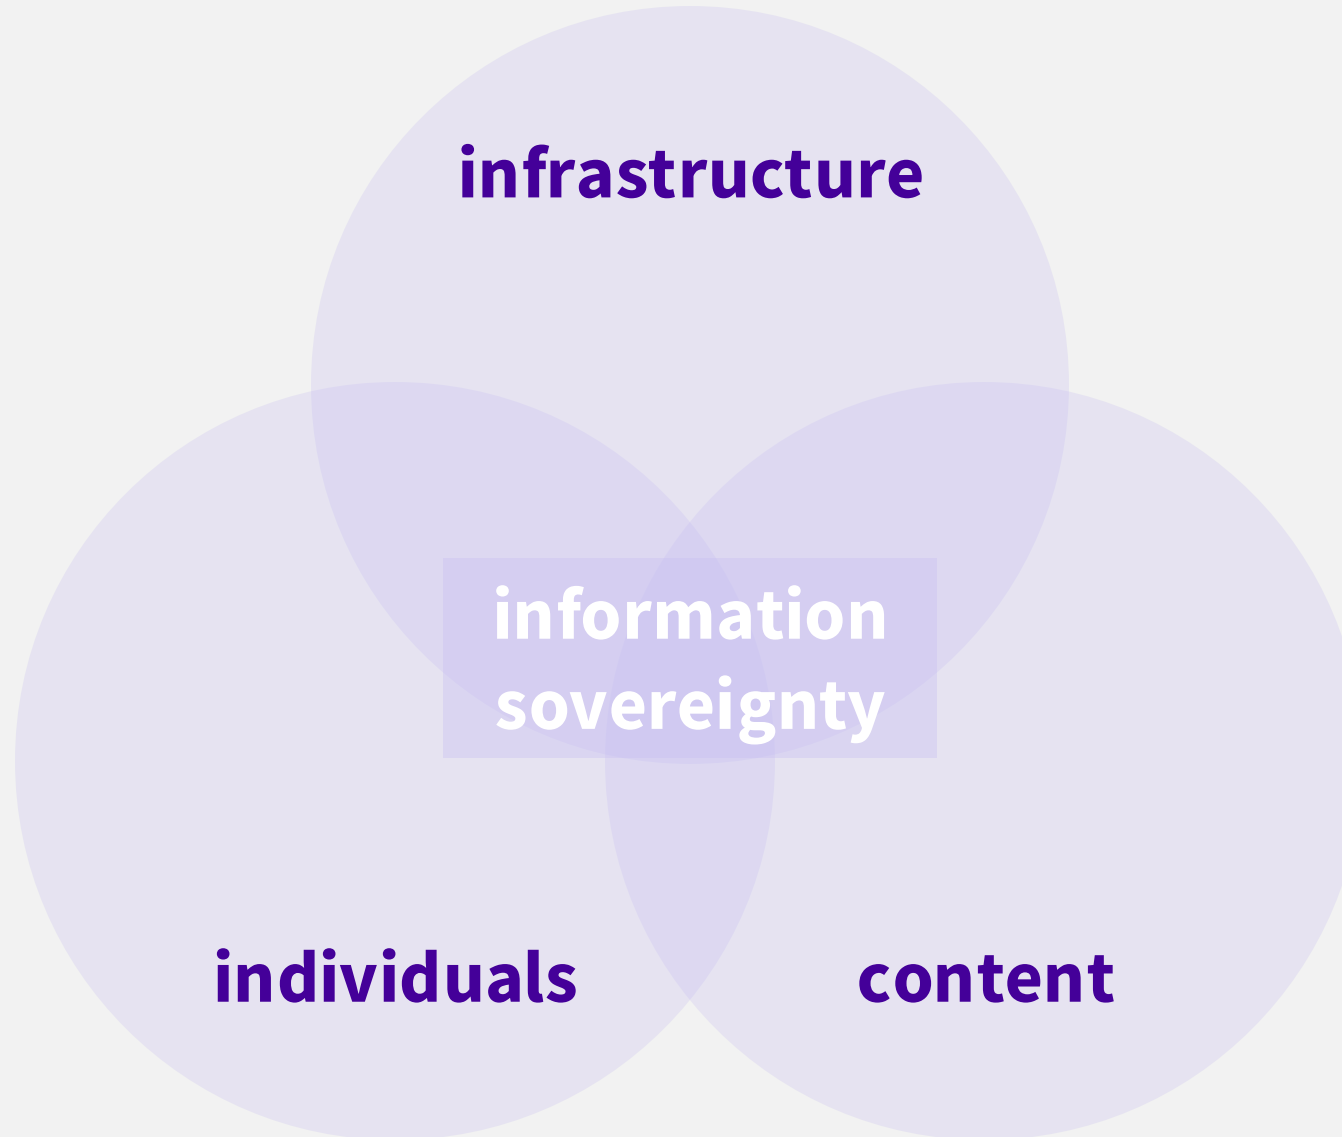 infrastructure
information
sovereignty
individuals
content